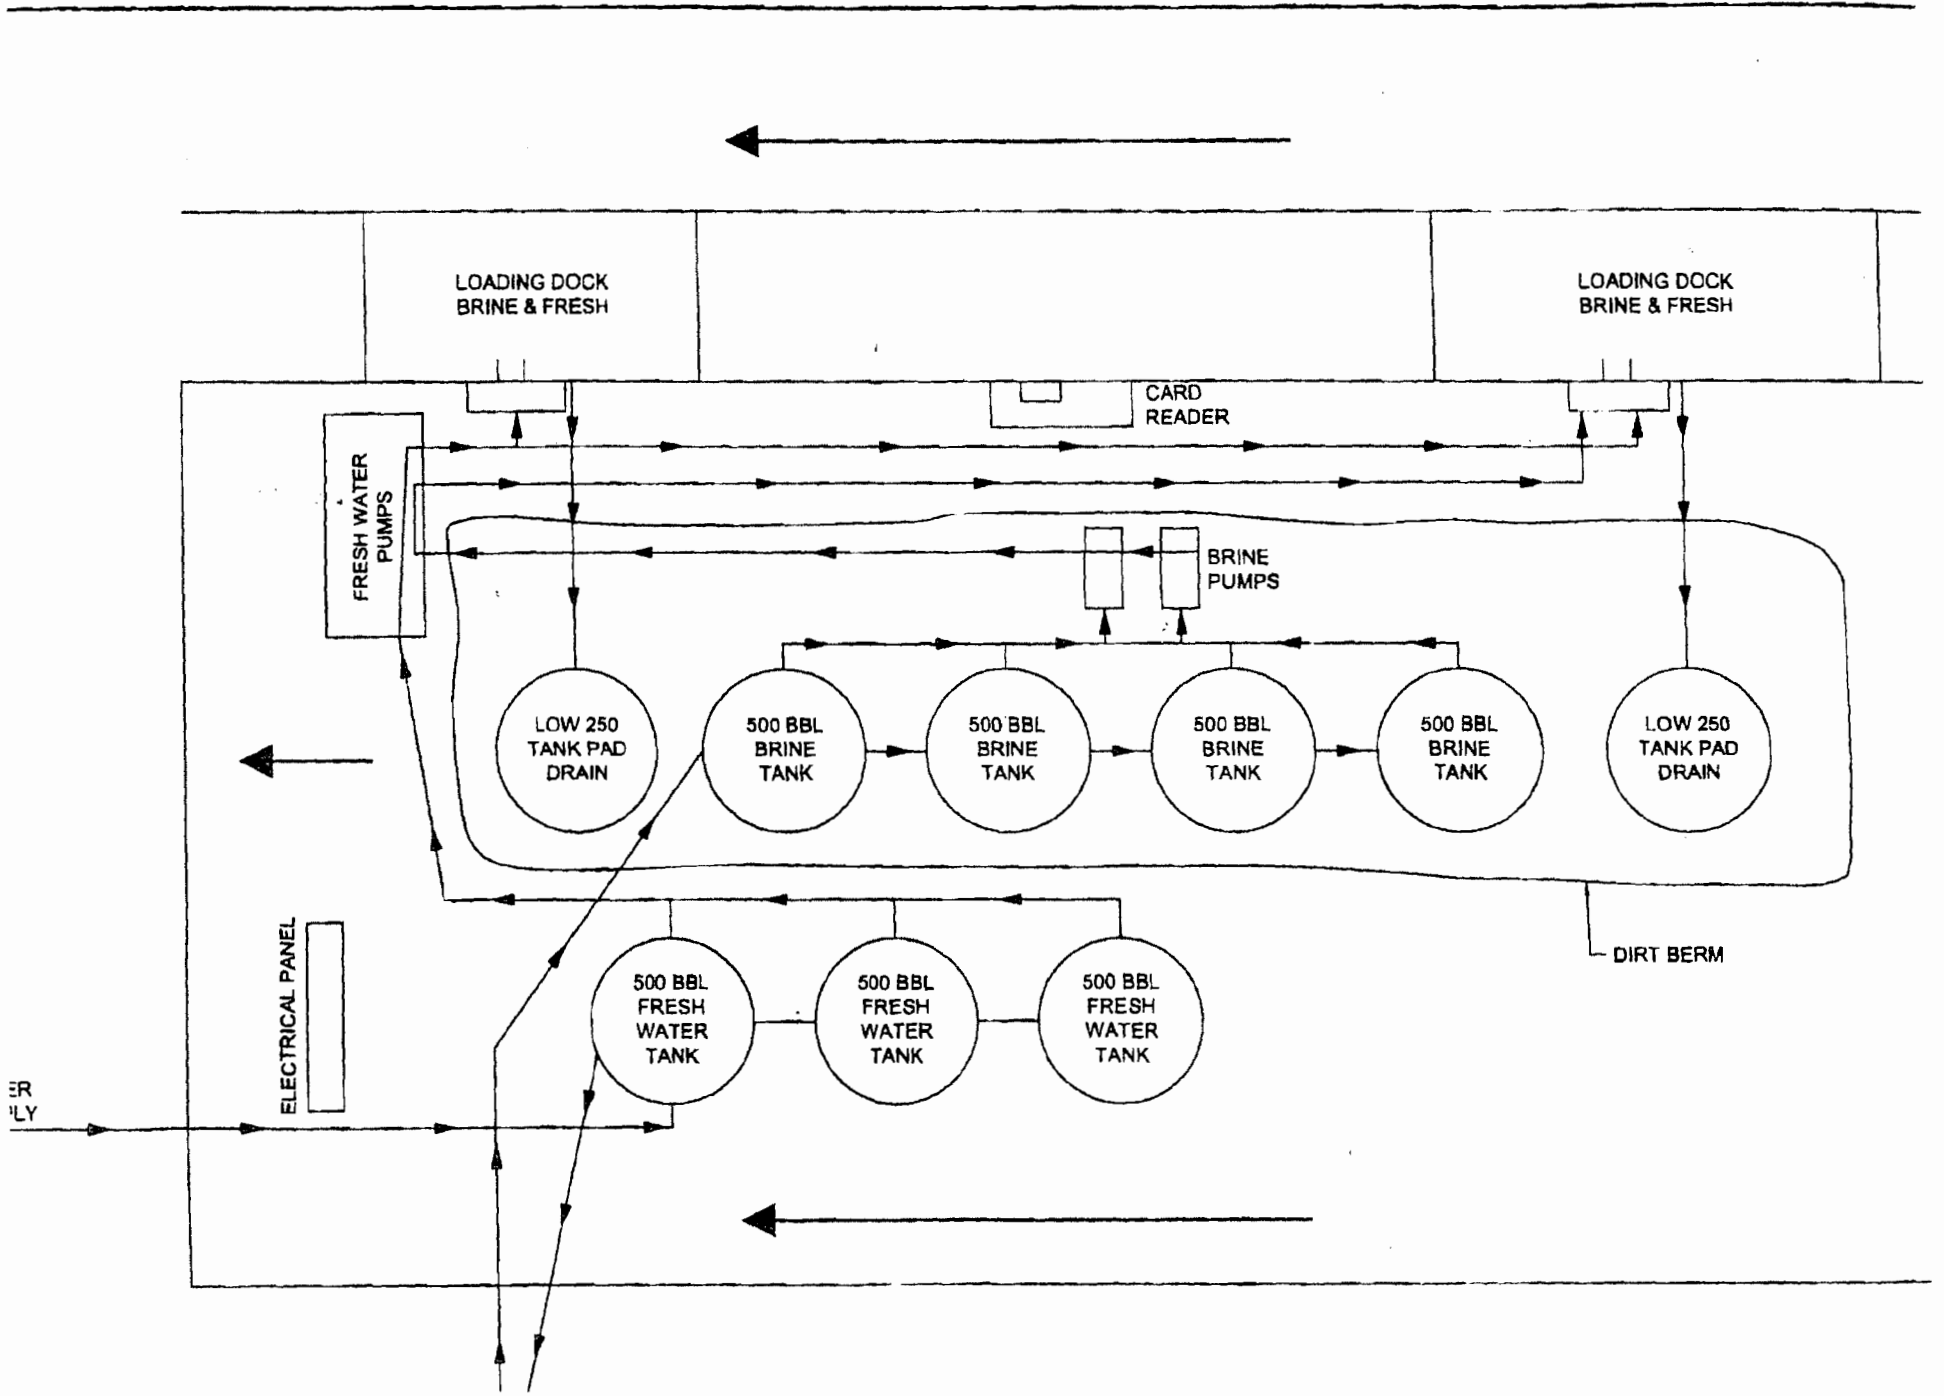 LOADING DOCK
BRINE & FRESH
LOADING DOCK
BRINE & FRESH
CARD
READER
FRESH WATER
PUMPS
BRINE
PUMPS
LOW 250
TANK PAD
DRAIN
500 BBL
BRINE
TANK
500 BBL
BRINE
TANK
500 BBL
BRINE
TANK
500 BBL
BRINE
TANK
LOW 250
TANK PAD
DRAIN
ELECTRICAL PANEL
DIRT BERM
500 BBL
FRESH
WATER
TANK
500 BBL
FRESH
WATER
TANK
500 BBL
FRESH
WATER
TANK
ER
LY